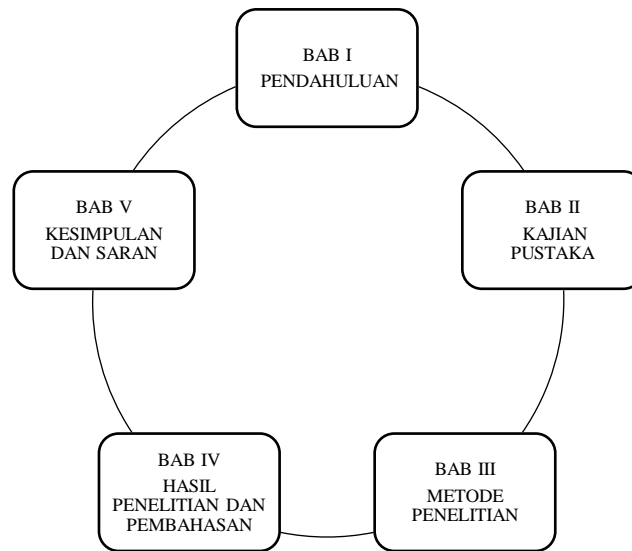 BAB I
PENDAHULUAN
BAB II
KAJIAN
PUSTAKA
BAB III
METODE
PENELITIAN
BAB IV
HASIL
PENELITIAN DAN
PEMBAHASAN
BAB V
KESIMPULAN
DAN SARAN